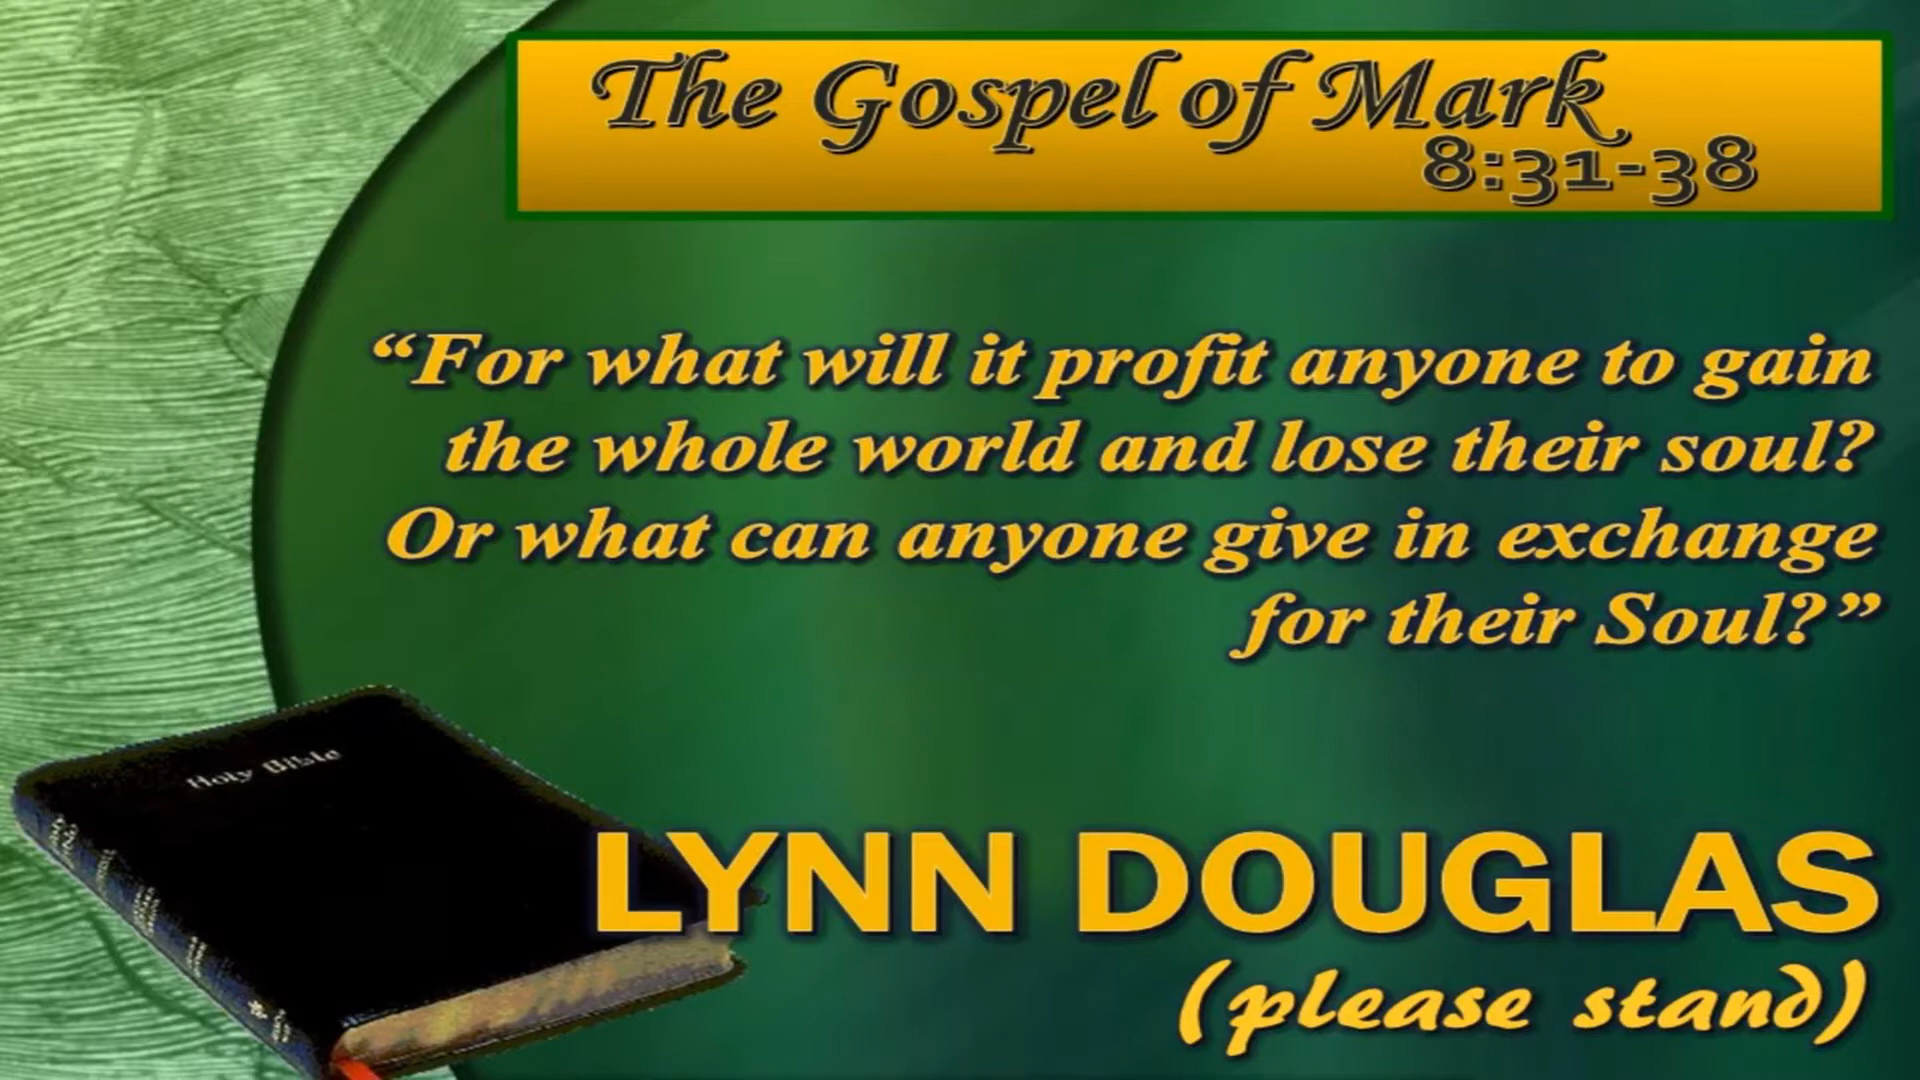 The Gospel of Mark
8:31-38
“For what will it profit anyone to gain
the whole world and lose their soul?
Or what can anyone give in exchange
for their Soul?”
Holy Bible
LYNN DOUGLAS
(please stand)